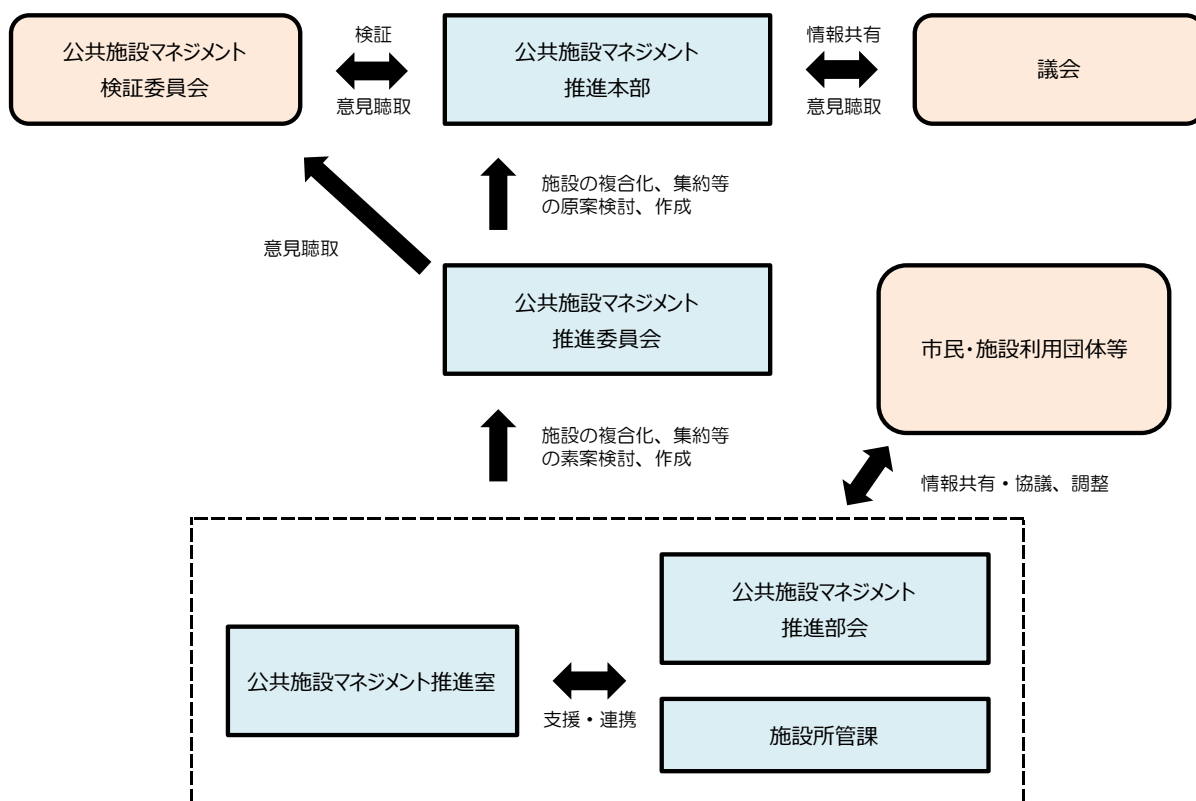 公共施設マネジメント
検証委員会
検証
意見聴取
公共施設マネジメント
推進本部
情報共有
意見聴取
議会
施設の複合化、集約等
の原案検討、作成
意見聴取
公共施設マネジメント
推進委員会
市民・施設利用団体等
施設の複合化、集約等
の素案検討、作成
情報共有・協議、調整
公共施設マネジメント
推進部会
公共施設マネジメント推進室
支援・連携
施設所管課